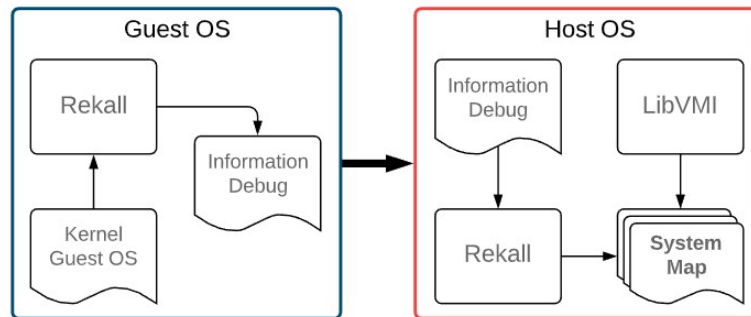 Guest OS
Rekall
Information
Debug
Kernel
Guest OS
Host OS
Information
Debug
LibVMI
Rekall
System
Map